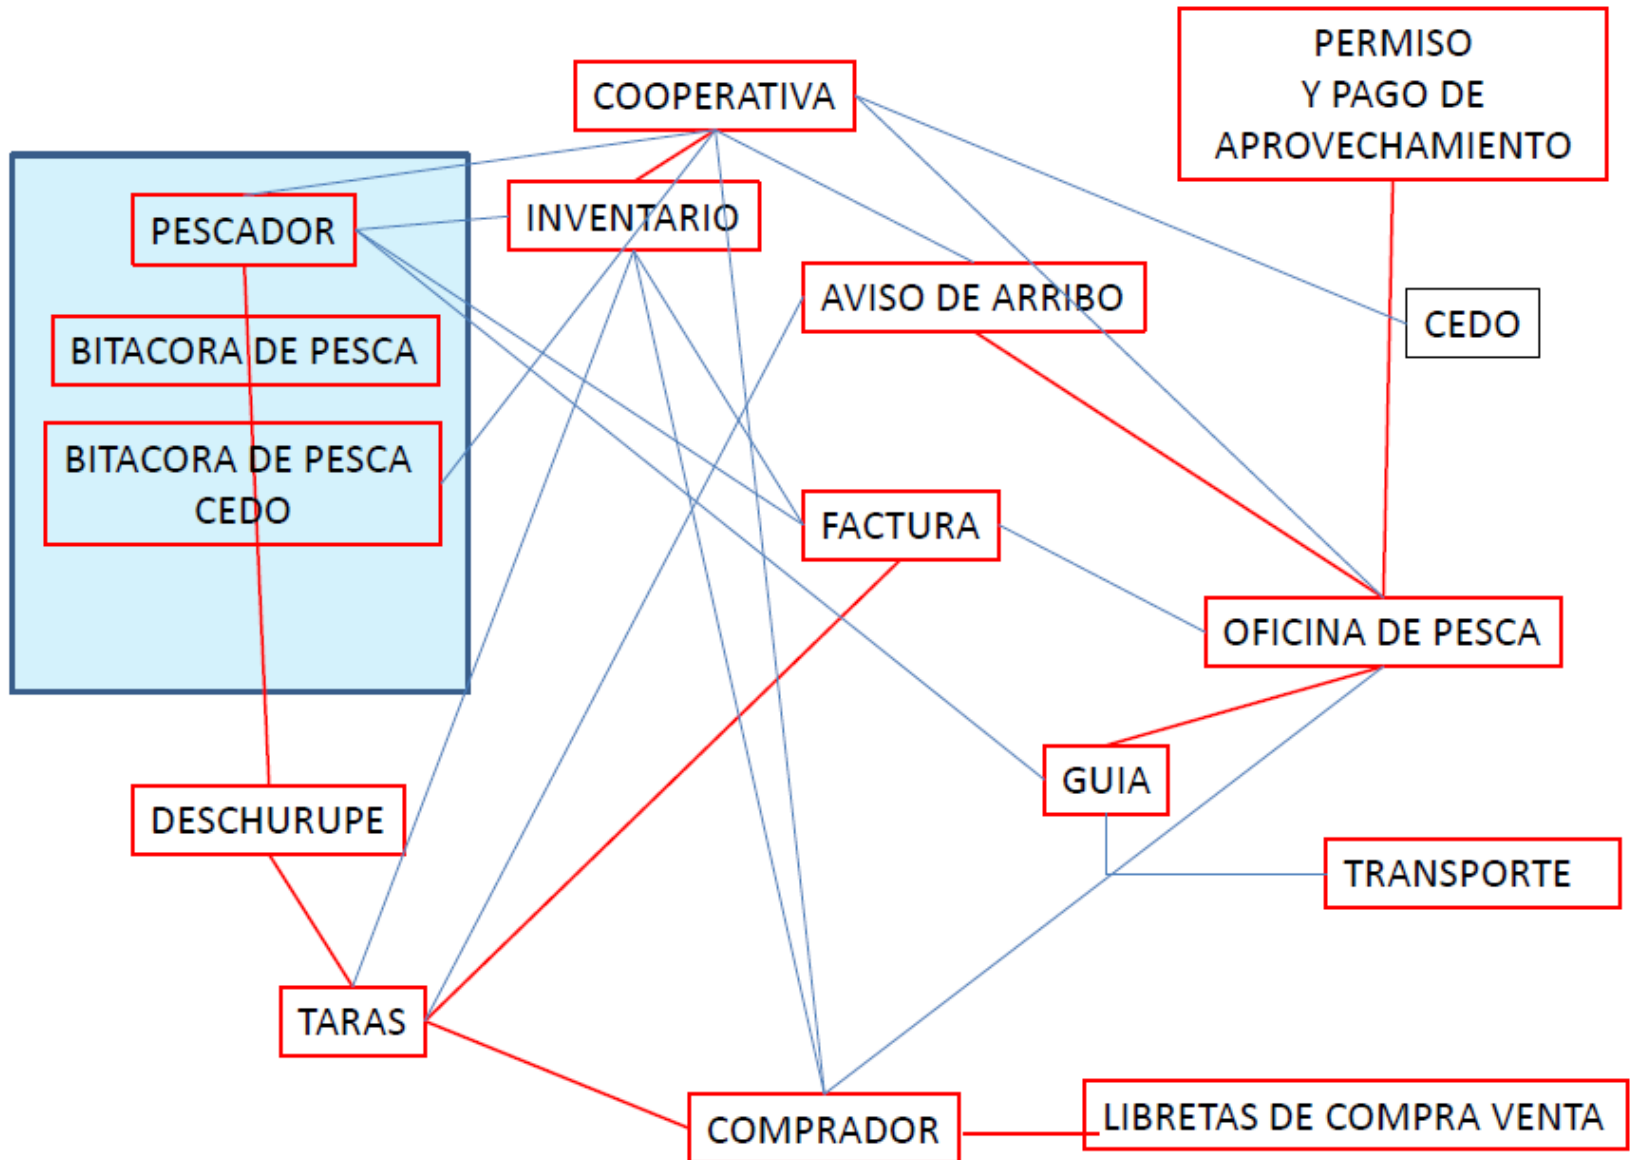 PERMISO
Y PAGO DE
APROVECHAMIENTO
COOPERATIVA
PESCADOR
INVENTARIO
AVISO DE ARRIBO
CEDO
BITACORA DE PESCA
BITACORA DE PESCA
CEDO
FACTURA
OFICINA DE PESCA
GUIA
DESCHURUPE
TRANSPORTE
TARAS
COMPRADOR
LIBRETAS DE COMPRA VENTA